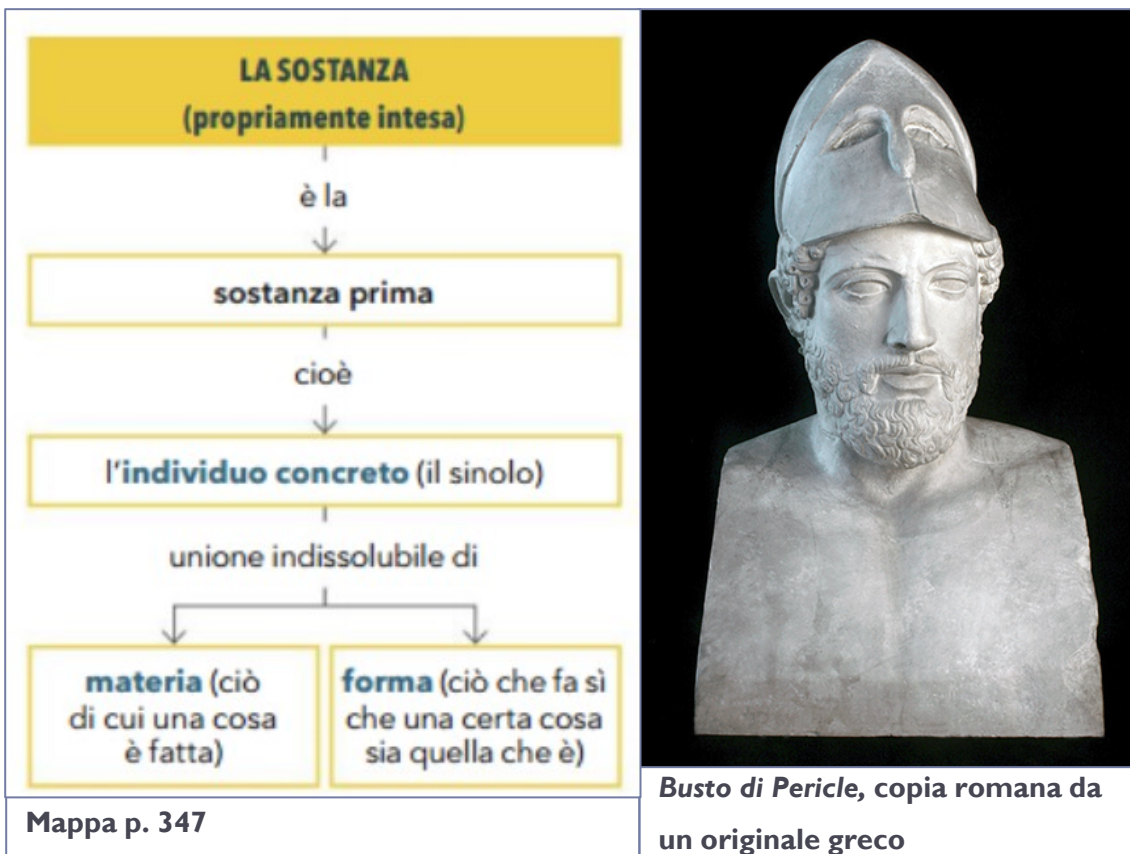 LA SOSTANZA
(propriamente intesa)
è la
sostanza prima
cioè
l'individuo concreto (il sinolo)
unione indissolubile di
materia (ciò
di cui una cosa
è fatta)
forma (ciò che fa sì
che una certa cosa
sia quella che è)
Mappa p. 347
Busto di Pericle, copia romana da
un originale greco